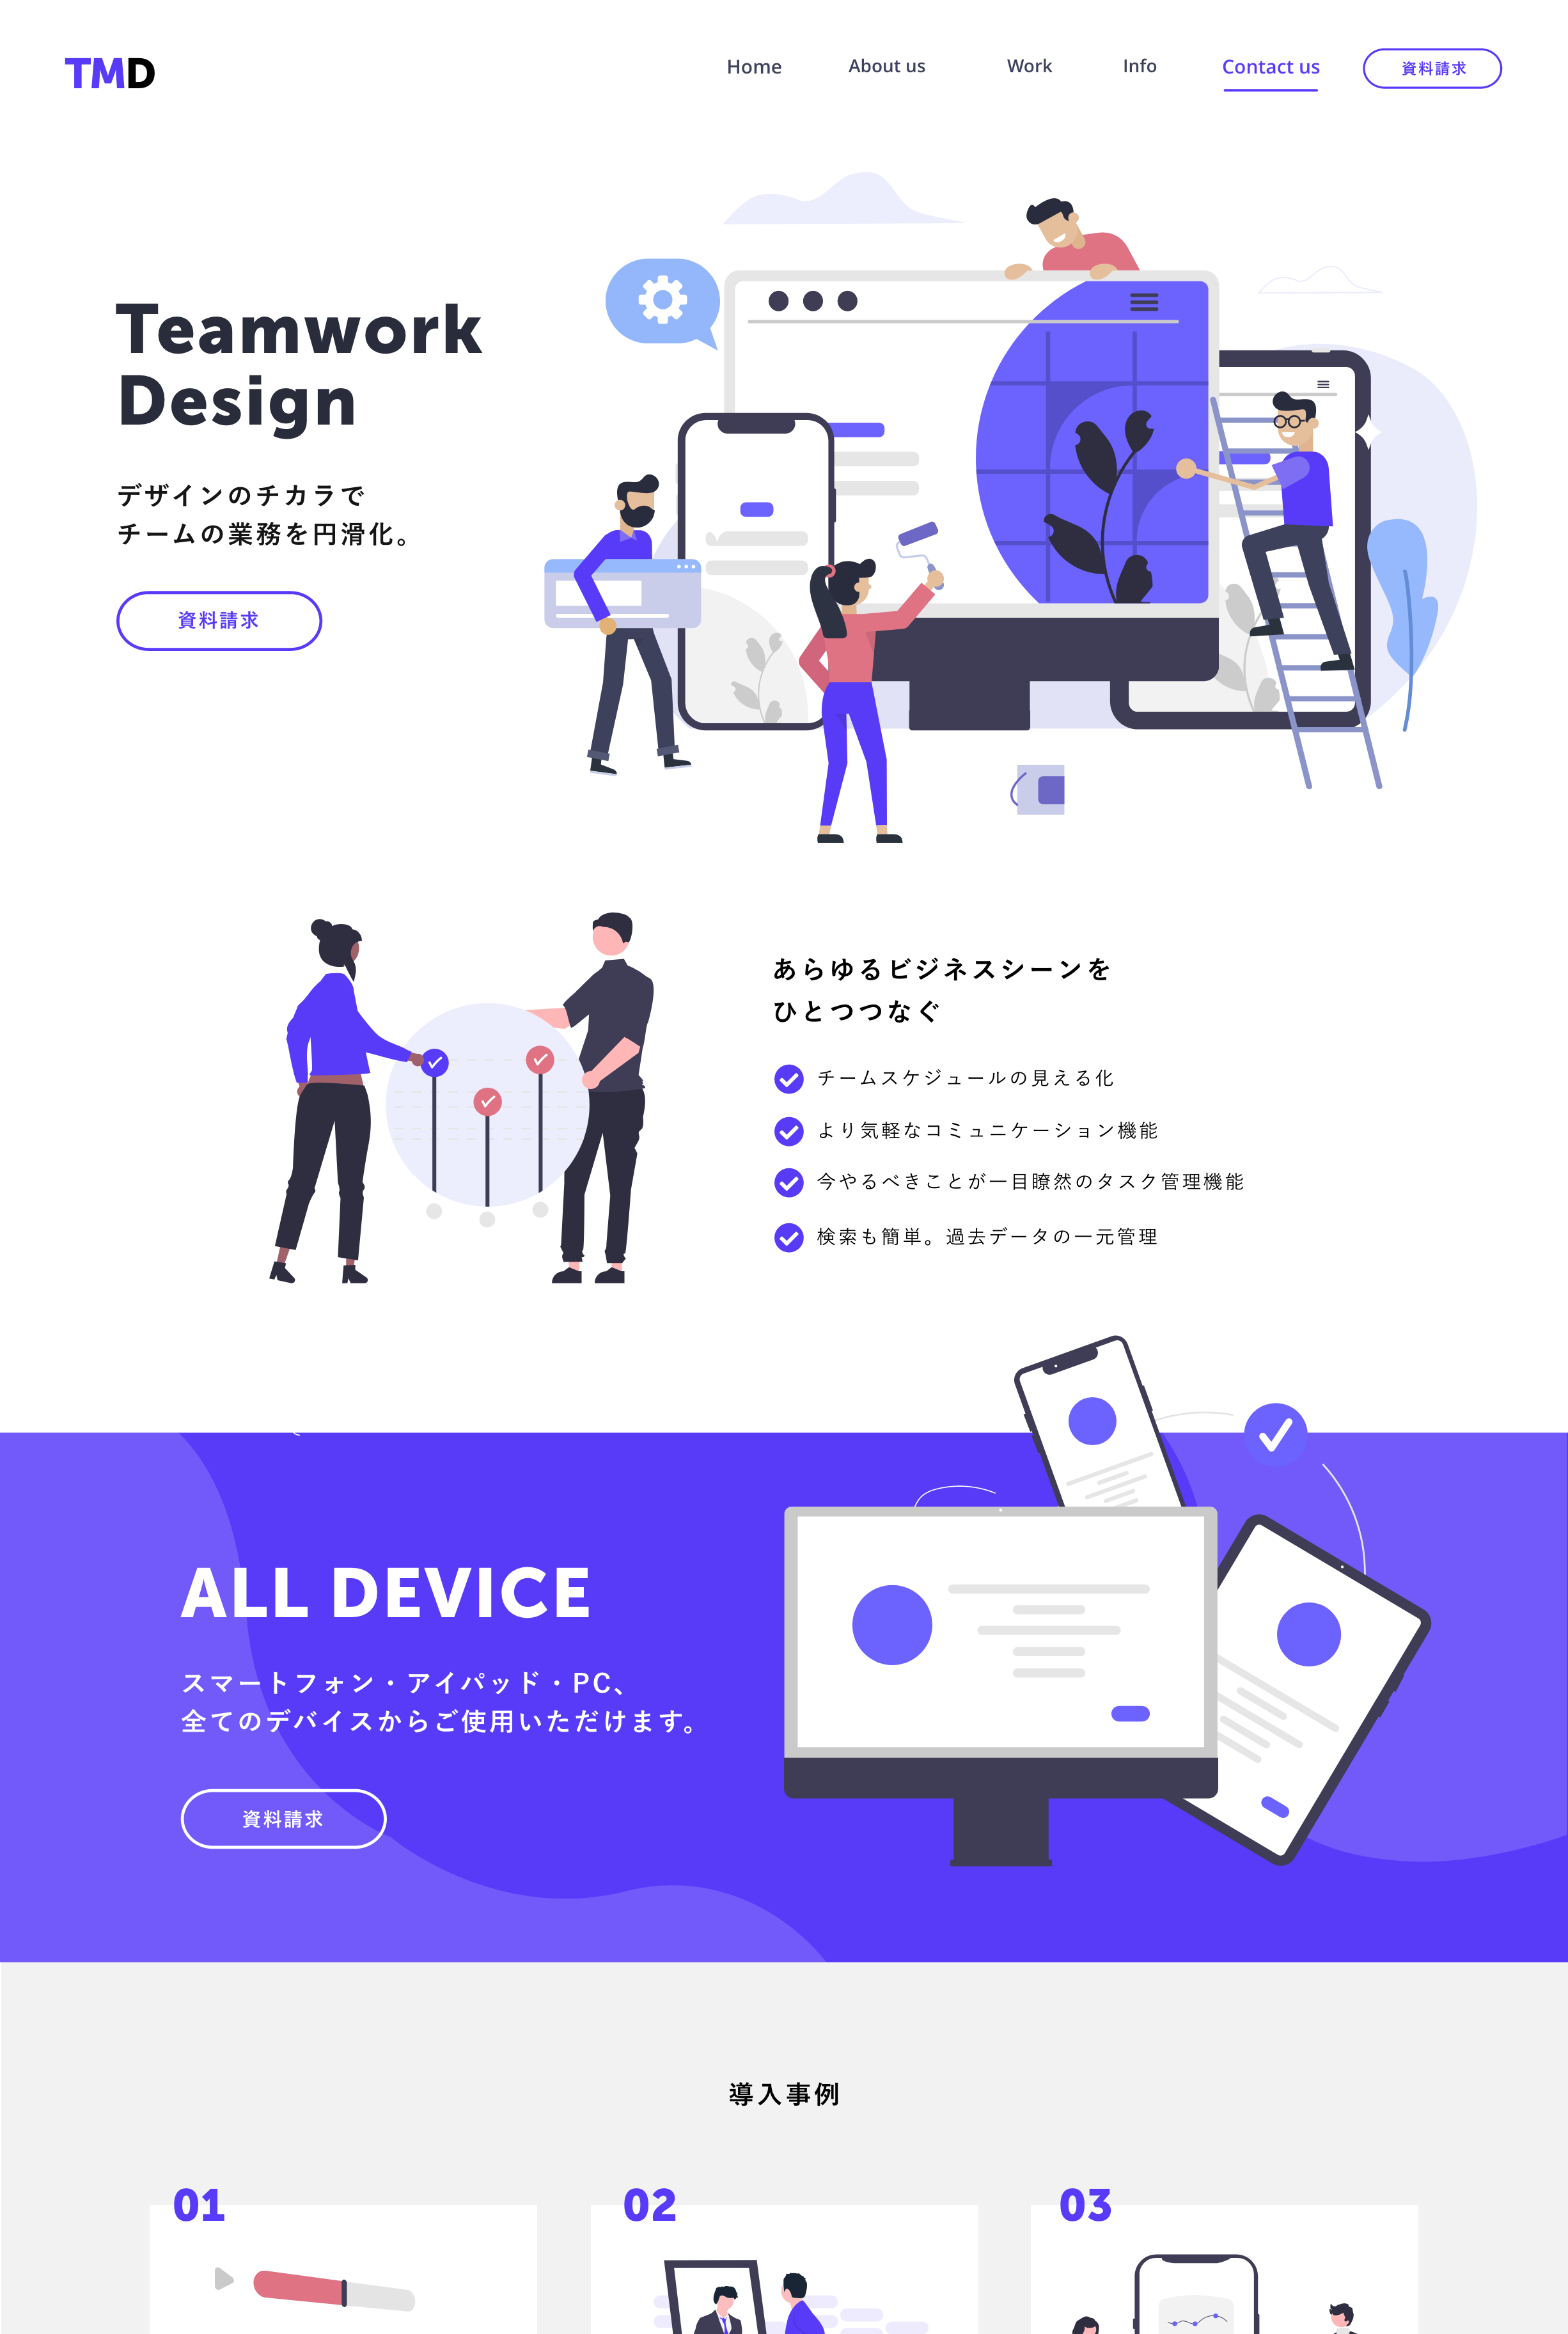 TMD
Home About us Work Info Contact us 資料請求
Teamwork
Design
デザインのチカラで
チームの業務を円滑化。
資料請求
あらゆるビジネスシーンを
ひとつつなぐ
チームスケジュールの見える化
より気軽なコミュニケーション機能
今やるべきことが一目瞭然のタスク管理機能
検索も簡単。過去データの一元管理
ALL DEVICE
スマートフォン・アイパッド・PC、
全てのデバイスからご使用いただけます。
資料請求
導入事例
01 02 03